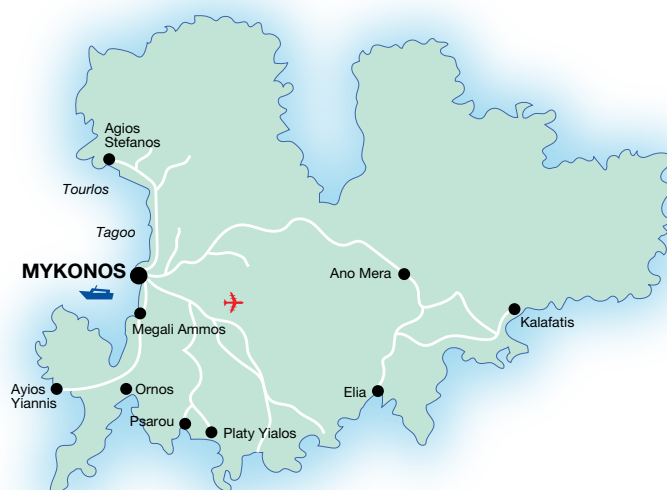 Agios
Stefanos
Tourlos
Tagoo
MYKONOS
Ano Mera
Megali Ammos
Kalafatis
Ayios
Yiannis
Ornos
Elia
Psarou
Platy Yialos